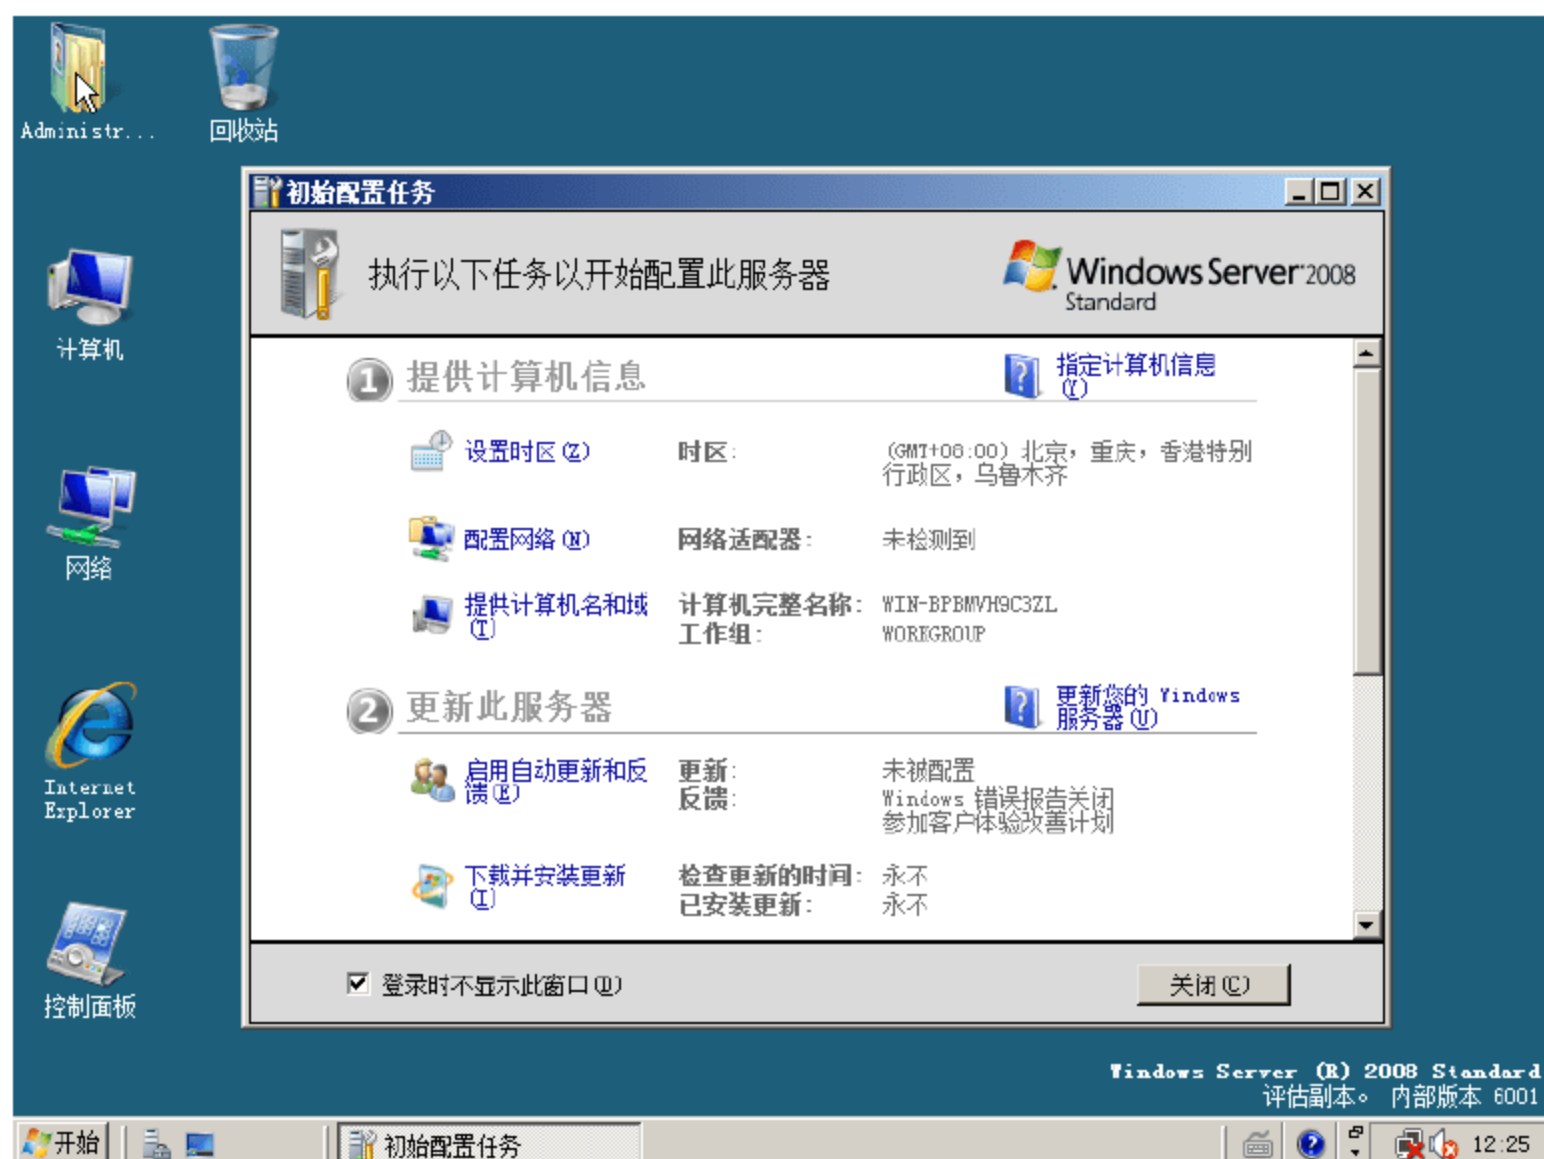 Administr...
回收站
计算机
网络
Internet
Explorer
控制面板
初始配置任务
执行以下任务以开始配置此服务器
Windows Server 2008
Standard
1 提供计算机信息
指定计算机信息
(Y)
设置时区(Z)
时区:
(GMT+08:00) 北京，重庆，香港特别
行政区，乌鲁木齐
配置网络(N)
网络适配器:
未检测到
提供计算机名和域
(I)
计算机完整名称:
WIN-BPBMVH9C3ZL
工作组:
WORKGROUP
2 更新此服务器
更新您的 Windows
服务器(U)
启用自动更新和反
馈(E)
更新:
未被配置
反馈:
Windows 错误报告关闭
参加客户体验改善计划
下载并安装更新
(I)
检查更新的时间:
永不
已安装更新:
永不
登录时不显示此窗口(D)
关闭(C)
Windows Server (R) 2008 Standard
评估副本。 内部版本 6001
开始
初始配置任务
12:25